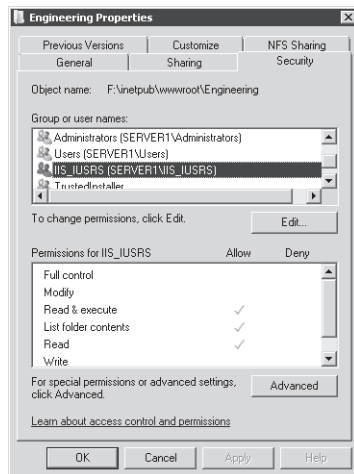 Engineering Properties
Previous Versions Customize NFS Sharing
General Sharing Security
Object name: F:\inetpub\wwwroot\Engineering
Group or user names:
Administrators (SERVER1\Administrators)
Users (SERVER1\Users)
IIS_IUSRS (SERVER1\IIS_IUSRS)
TrustedInstaller
To change permissions, click Edit.
Edit...
Permissions for IIS_IUSRS Allow Deny
Full control
Modify
Read & execute
List folder contents
Read
Write
For special permissions or advanced settings,
click Advanced.
Advanced
Learn about access control and permissions
OK Cancel Apply Help